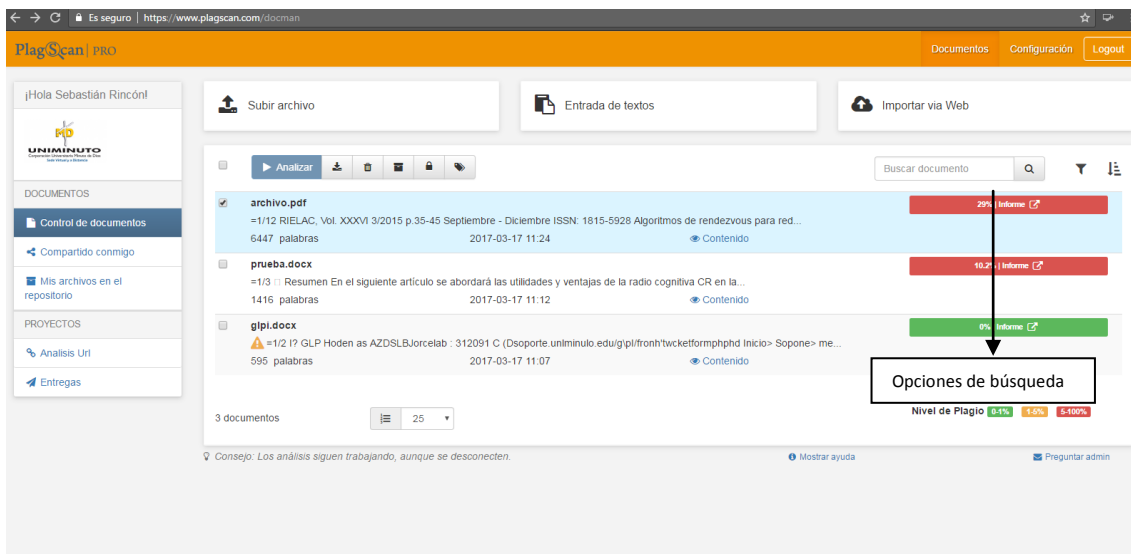 Es seguro | https://www.plagscan.com/docman
PlagScan | PRO
Documentos Configuración Logout
¡Hola Sebastián Rincón!
UNIMINUTO
Corporación Universitaria Minuto de Dios
Sede Virtual y a Distancia
DOCUMENTOS
Control de documentos
Compartido conmigo
Mis archivos en el
repositorio
PROYECTOS
Analisis Url
Entregas
Subir archivo Entrada de textos Importar via Web
Analizar Buscar documento
archivo.pdf 29% | Informe
=1/12 RIELAC, Vol. XXXVI 3/2015 p.35-45 Septiembre - Diciembre ISSN: 1815-5928 Algoritmos de rendezvous para red...
6447 palabras 2017-03-17 11:24 Contenido
prueba.docx 10.2% | Informe
=1/3 □ Resumen En el siguiente artículo se abordará las utilidades y ventajas de la radio cognitiva CR en la...
1416 palabras 2017-03-17 11:12 Contenido
glpi.docx 0% | Informe
=1/2 I? GLP Hoden as AZDSLBJorcelab : 312091 C (Dsoporte.unlminulo.edu/g\pl/fronh'twcketformphphd Inicio> Sopone> me...
595 palabras 2017-03-17 11:07 Contenido
Opciones de búsqueda
3 documentos 25 Nivel de Plagio 0-1% 1-5% 5-100%
Consejo: Los análisis siguen trabajando, aunque se desconecten. Mostrar ayuda Preguntar admin